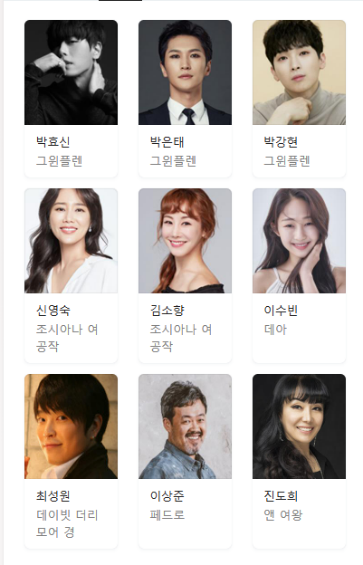 박효신
그윈플렌
박은태
그윈플렌
박강현
그윈플렌
신영숙
조시아나 여
공작
김소향
조시아나 여
공작
이수빈
데아
최성원
데이빗 더리
모어 경
이상준
페드로
진도희
앤 여왕